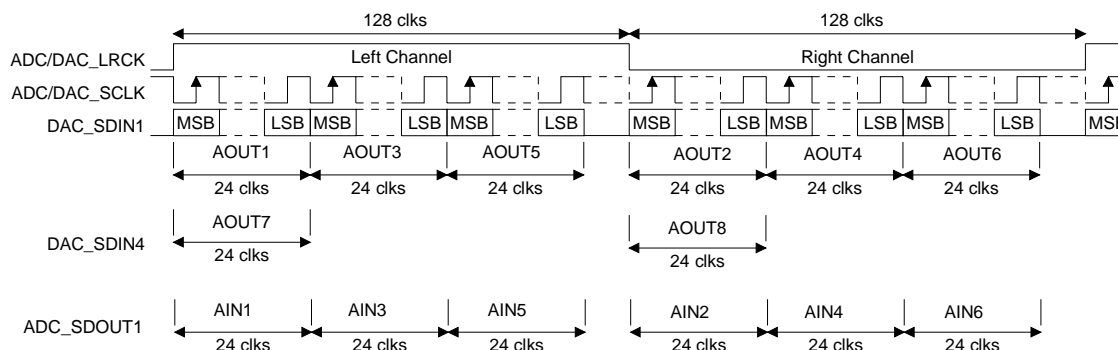 128 clks 128 clks
ADC/DAC_LRCK Left Channel Right Channel
ADC/DAC_SCLK
DAC_SDIN1 MSB LSB MSB LSB MSB LSB MSB LSB MSB LSB MSB LSB MSB
AOUT1 AOUT3 AOUT5 AOUT2 AOUT4 AOUT6
24 clks 24 clks 24 clks 24 clks 24 clks 24 clks
AOUT7 AOUT8
DAC_SDIN4
24 clks 24 clks
AIN1 AIN3 AIN5 AIN2 AIN4 AIN6
ADC_SDOUT1
24 clks 24 clks 24 clks 24 clks 24 clks 24 clks